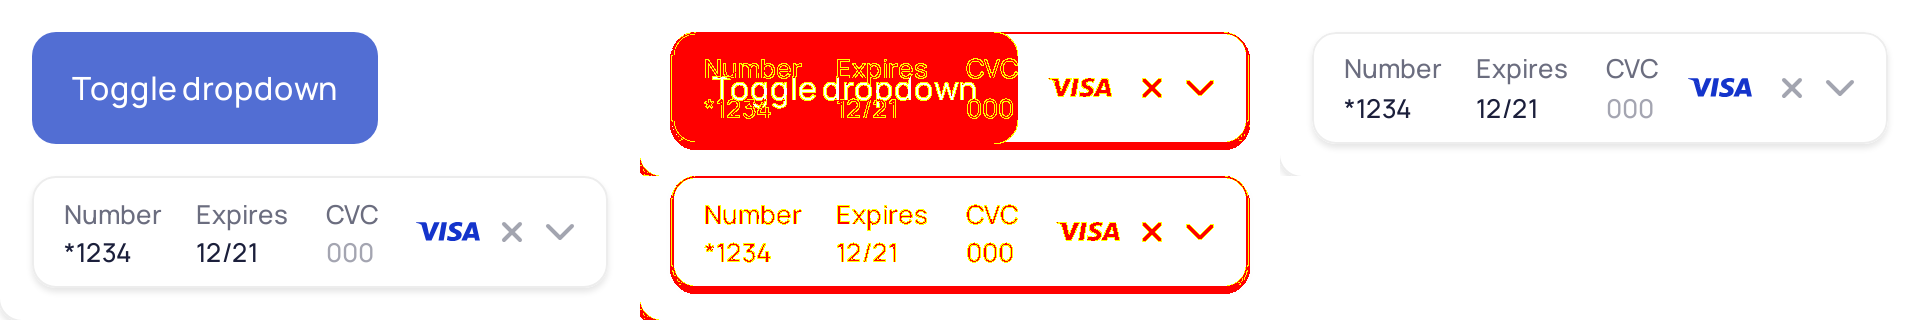 Toggle dropdown
Number Expires CVC
*1234 12/21 000
VISA
Number Expires CVC
Toggle dropdown
*1234 12/21 000
VISA
Number Expires CVC
*1234 12/21 000
VISA
Number Expires CVC
*1234 12/21 000
VISA